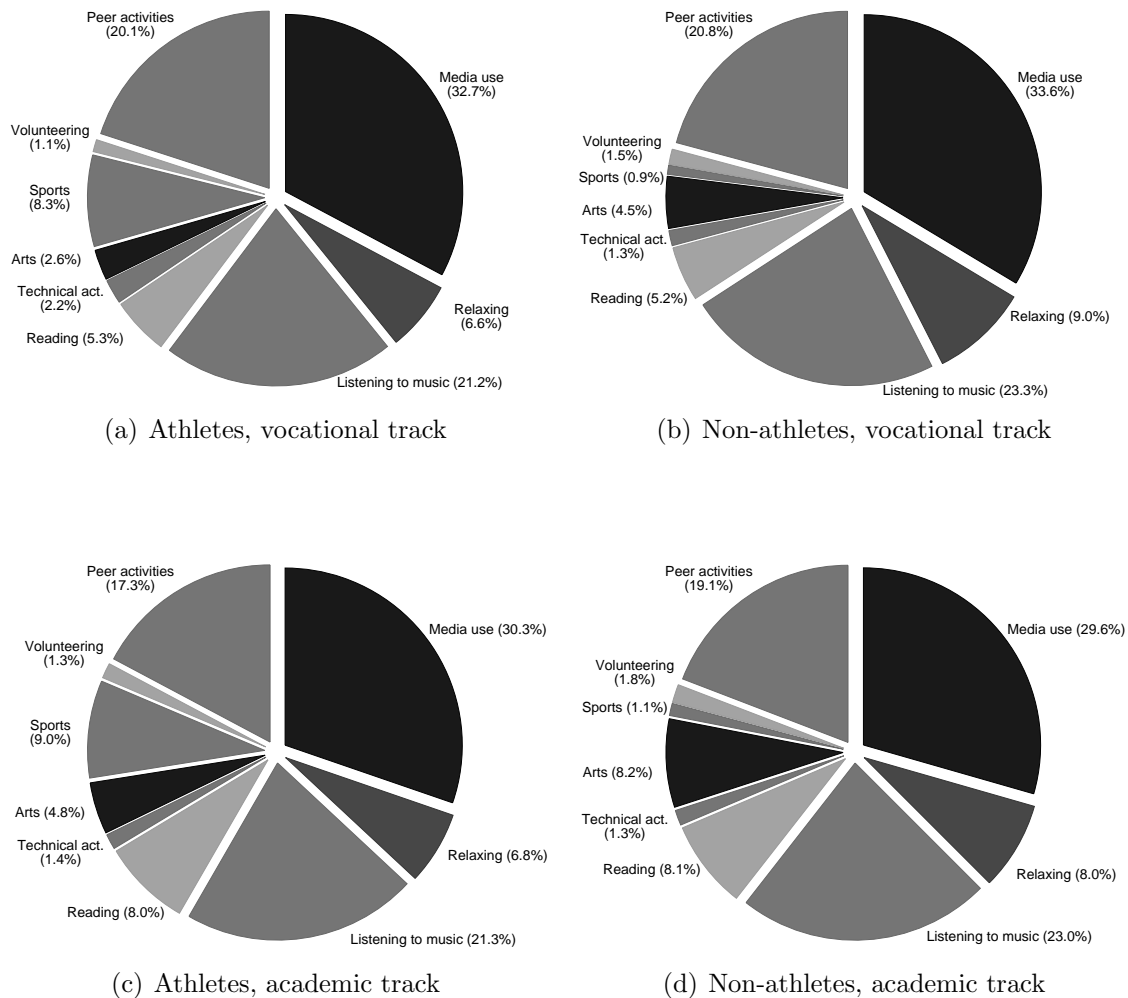 Peer activities
(20.1%)
Media use
(32.7%)
Volunteering
(1.1%)
Sports
(8.3%)
Arts (2.6%)
Technical act.
(2.2%)
Reading (5.3%)
Relaxing
(6.6%)
Listening to music (21.2%)
(a) Athletes, vocational track
Peer activities
(20.8%)
Media use
(33.6%)
Volunteering
(1.5%)
Sports (0.9%)
Arts (4.5%)
Technical act.
(1.3%)
Reading (5.2%)
Relaxing (9.0%)
Listening to music (23.3%)
(b) Non-athletes, vocational track
Peer activities
(17.3%)
Media use (30.3%)
Volunteering
(1.3%)
Sports
(9.0%)
Arts (4.8%)
Technical act.
(1.4%)
Reading (8.0%)
Relaxing (6.8%)
Listening to music (21.3%)
(c) Athletes, academic track
Peer activities
(19.1%)
Media use (29.6%)
Volunteering
(1.8%)
Sports (1.1%)
Arts (8.2%)
Technical act.
(1.3%)
Reading (8.1%)
Relaxing (8.0%)
Listening to music (23.0%)
(d) Non-athletes, academic track